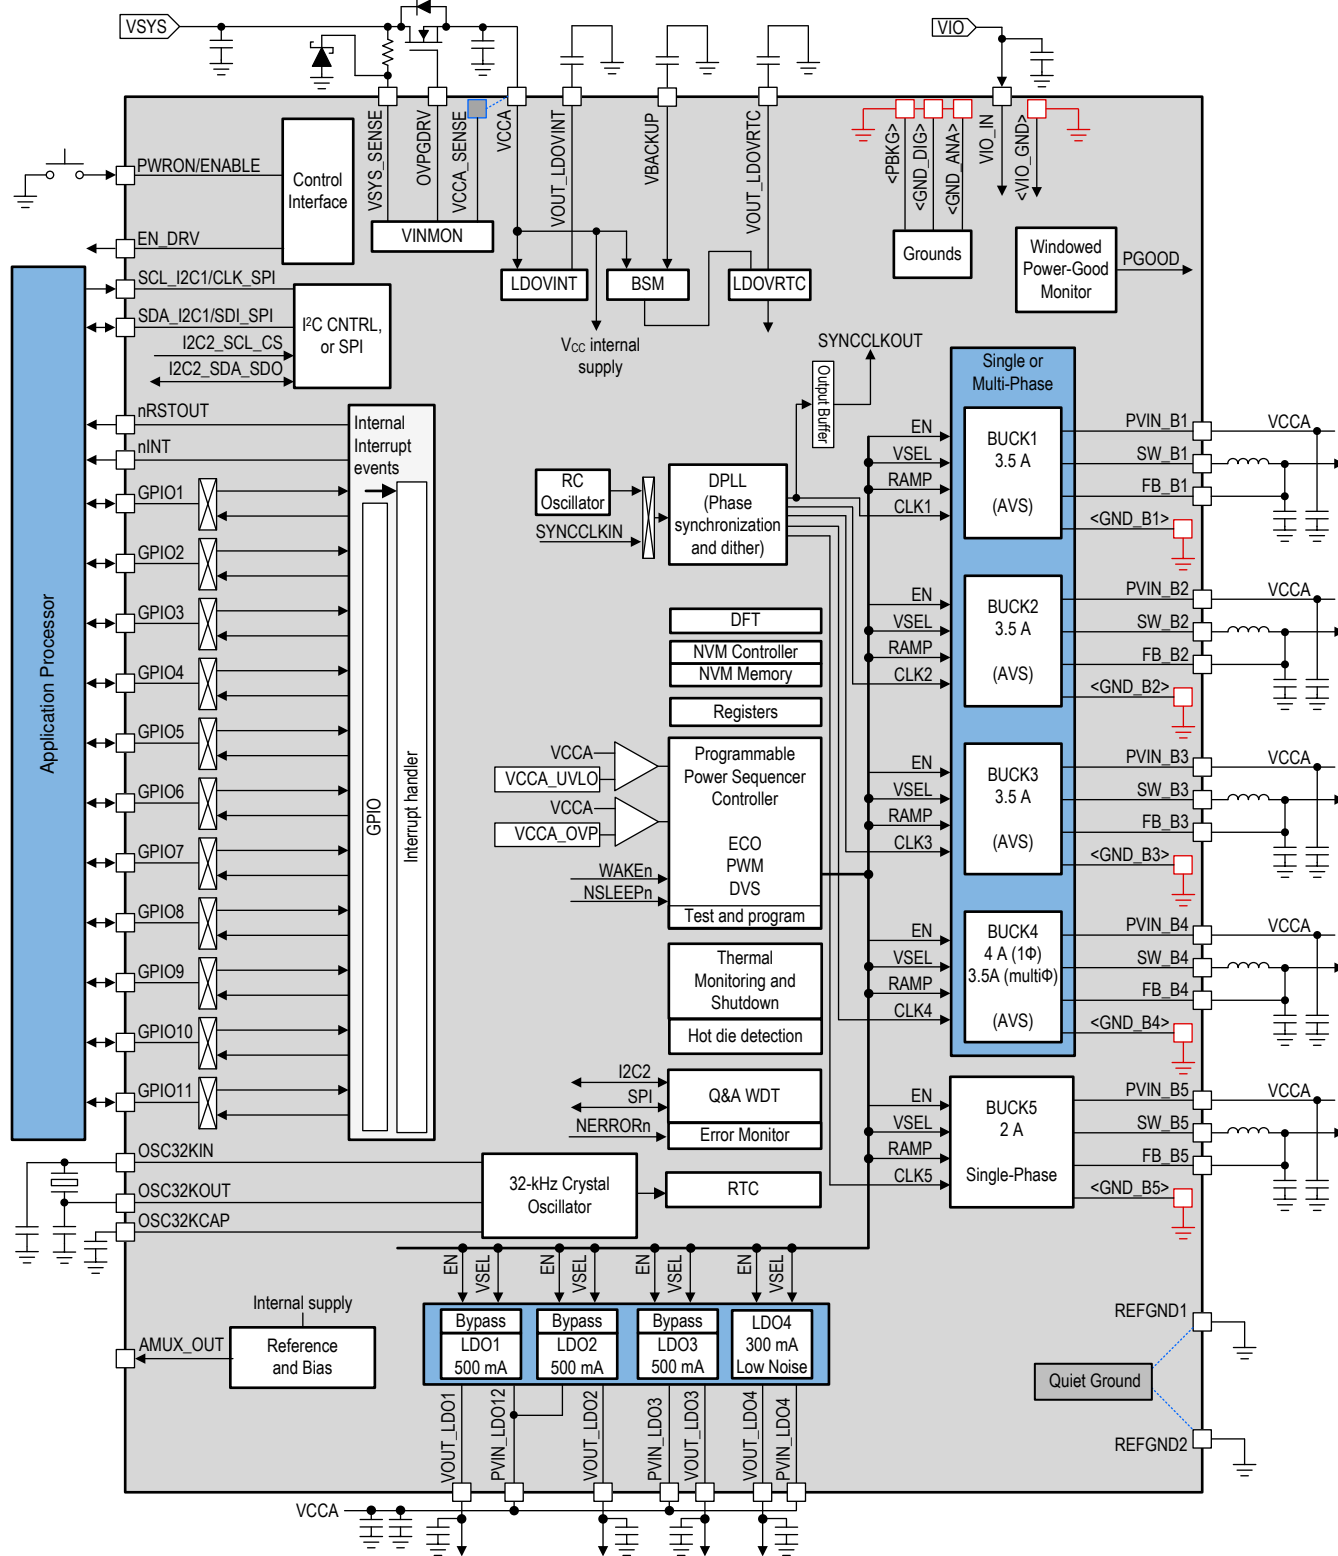 VSYS
VIO
VSYS_SENSE
OVPGDRV
VCCA_SENSE
VCCA
VOUT_LDOVINT
VBACKUP
VOUT_LDOVRTC
<PBKG>
<GND_DIG>
<GND_ANA>
VIO_IN
<VIO_GND>
PWRON/ENABLE
EN_DRV
Control
Interface
VINMON
LDOVINT
BSM
LDOVRTC
Grounds
Windowed
Power-Good
Monitor
PGOOD
VCC internal
supply
SCL_I2C1/CLK_SPI
SDA_I2C1/SDI_SPI
I2C2_SCL_CS
I2C2_SDA_SDO
I²C CNTRL,
or SPI
nRSTOUT
nINT
Application Processor
GPIO1
GPIO2
GPIO3
GPIO4
GPIO5
GPIO6
GPIO7
GPIO8
GPIO9
GPIO10
GPIO11
Internal
Interrupt
events
GPIO
Interrupt handler
SYNCCLKOUT
Output Buffer
RC
Oscillator
SYNCCLKIN
DPLL
(Phase
synchronization
and dither)
DFT
NVM Controller
NVM Memory
Registers
VCCA
VCCA_UVLO
VCCA
VCCA_OVP
WAKEn
NSLEEPn
Programmable
Power Sequencer
Controller
ECO
PWM
DVS
Test and program
Thermal
Monitoring and
Shutdown
Hot die detection
I2C2
SPI
NERRORn
Q&A WDT
Error Monitor
RTC
Single or
Multi-Phase
EN
VSEL
RAMP
CLK1
BUCK1
3.5 A
(AVS)
PVIN_B1
SW_B1
FB_B1
<GND_B1>
VCCA
EN
VSEL
RAMP
CLK2
BUCK2
3.5 A
(AVS)
PVIN_B2
SW_B2
FB_B2
<GND_B2>
VCCA
EN
VSEL
RAMP
CLK3
BUCK3
3.5 A
(AVS)
PVIN_B3
SW_B3
FB_B3
<GND_B3>
VCCA
EN
VSEL
RAMP
CLK4
BUCK4
4 A (1Φ)
3.5A (multiΦ)
(AVS)
PVIN_B4
SW_B4
FB_B4
<GND_B4>
VCCA
EN
VSEL
RAMP
CLK5
BUCK5
2 A
Single-Phase
PVIN_B5
SW_B5
FB_B5
<GND_B5>
VCCA
OSC32KIN
OSC32KOUT
OSC32KCAP
32-kHz Crystal
Oscillator
EN
VSEL
EN
VSEL
EN
VSEL
EN
VSEL
Bypass
LDO1
500 mA
Bypass
LDO2
500 mA
Bypass
LDO3
500 mA
LDO4
300 mA
Low Noise
Internal supply
Reference
and Bias
AMUX_OUT
VOUT_LDO1
PVIN_LDO12
VOUT_LDO2
PVIN_LDO3
VOUT_LDO3
VOUT_LDO4
PVIN_LDO4
VCCA
REFGND1
Quiet Ground
REFGND2